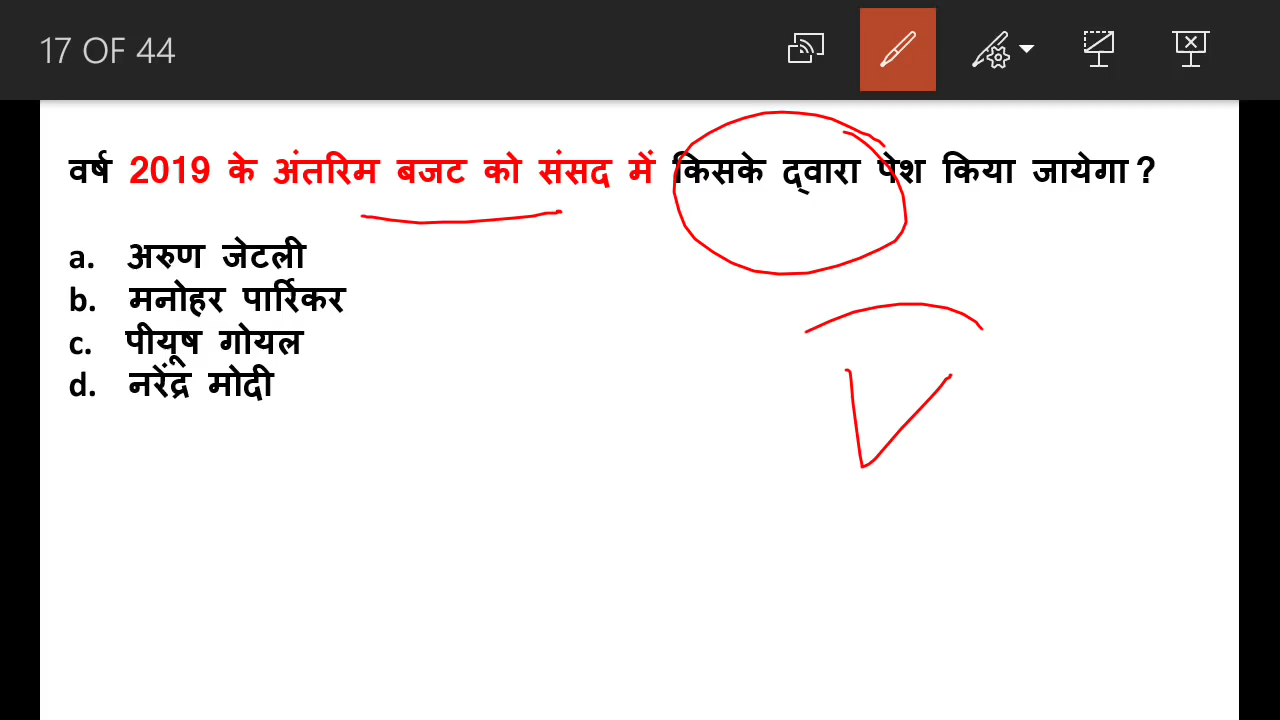 17 OF 44
वर्ष 2019 के अंतरिम बजट को संसद में किसके द्वारा पेश किया जायेगा ?
a. अरुण जेटली
b. मनोहर पार्रिकर
c. पीयूष गोयल
d. नरेंद्र मोदी